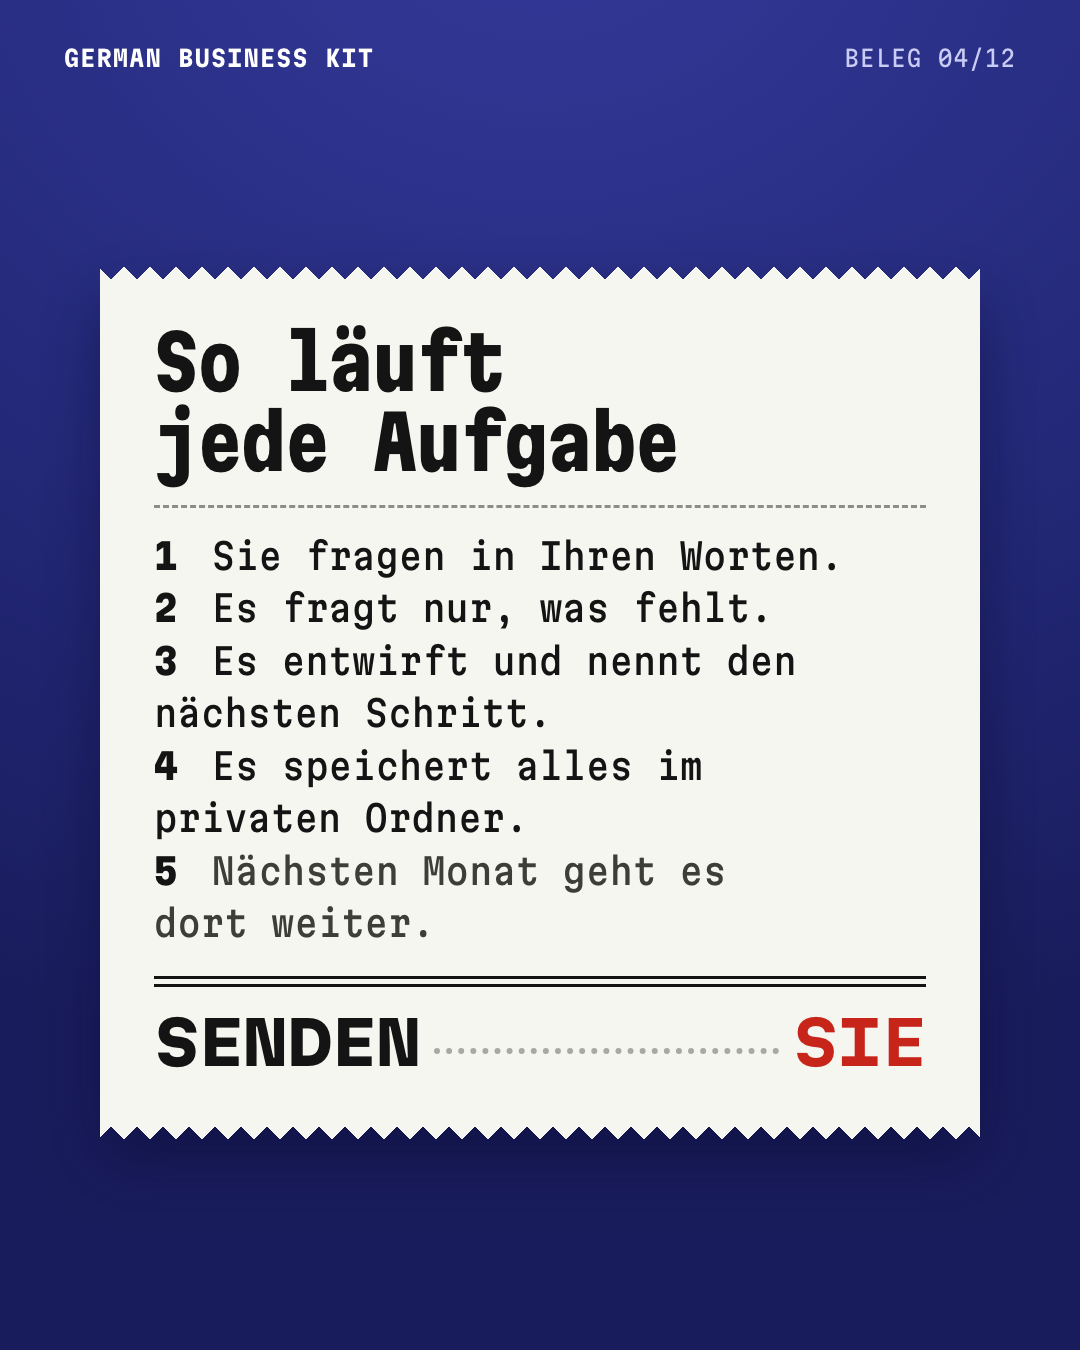 GERMAN BUSINESS KIT
BELEG 04/12
So läuft
jede Aufgabe
1 Sie fragen in Ihren Worten.
2 Es fragt nur, was fehlt.
3 Es entwirft und nennt den
nächsten Schritt.
4 Es speichert alles im
privaten Ordner.
5 Nächsten Monat geht es
dort weiter.
SENDEN SIE